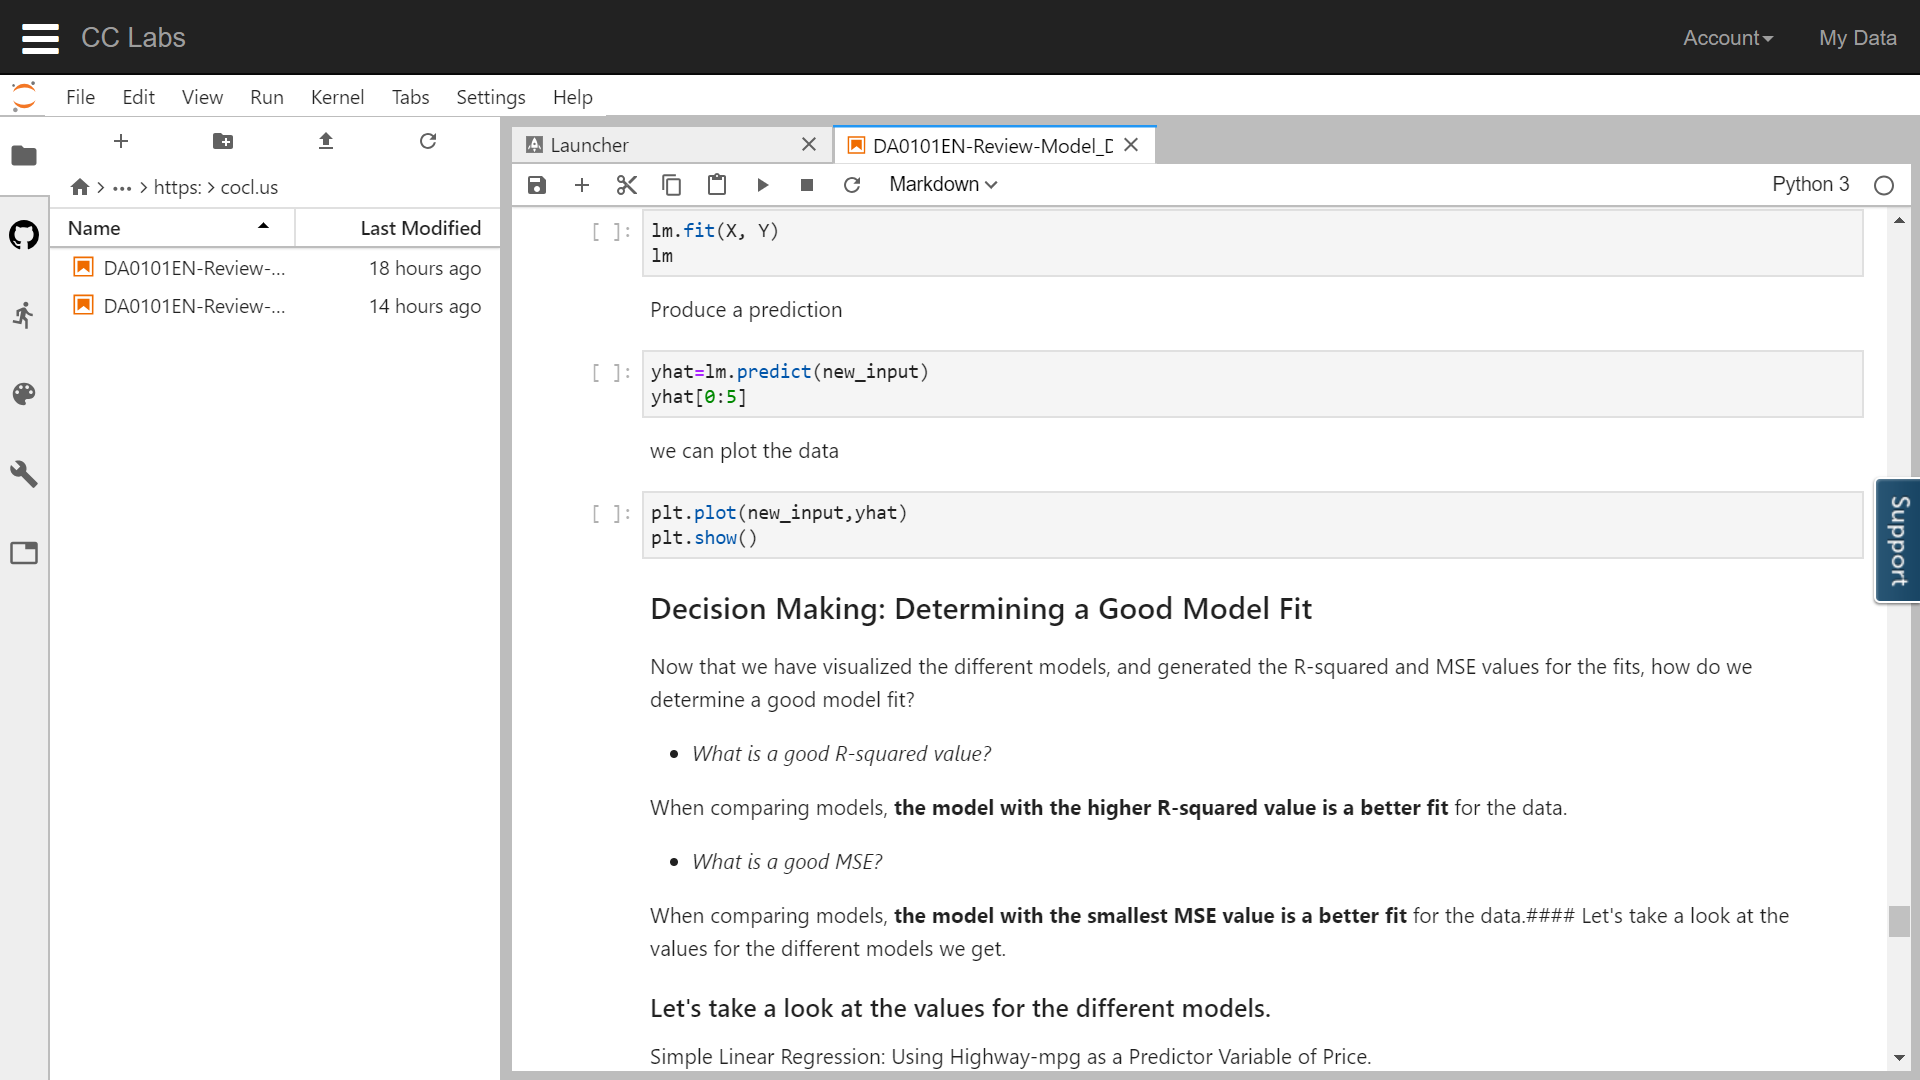 CC Labs
Account
My Data
File Edit View Run Kernel Tabs Settings Help
... https: cocl.us
Name
Last Modified
DA0101EN-Review-... 18 hours ago
DA0101EN-Review-... 14 hours ago
Launcher
DA0101EN-Review-Model_D
Markdown
Python 3
[ ]: lm.fit(X, Y)
lm
Produce a prediction
[ ]: yhat=lm.predict(new_input)
yhat[0:5]
we can plot the data
[ ]: plt.plot(new_input,yhat)
plt.show()
Decision Making: Determining a Good Model Fit
Now that we have visualized the different models, and generated the R-squared and MSE values for the fits, how do we
determine a good model fit?
• What is a good R-squared value?
When comparing models, the model with the higher R-squared value is a better fit for the data.
• What is a good MSE?
When comparing models, the model with the smallest MSE value is a better fit for the data.#### Let's take a look at the
values for the different models we get.
Let's take a look at the values for the different models.
Simple Linear Regression: Using Highway-mpg as a Predictor Variable of Price.
Support